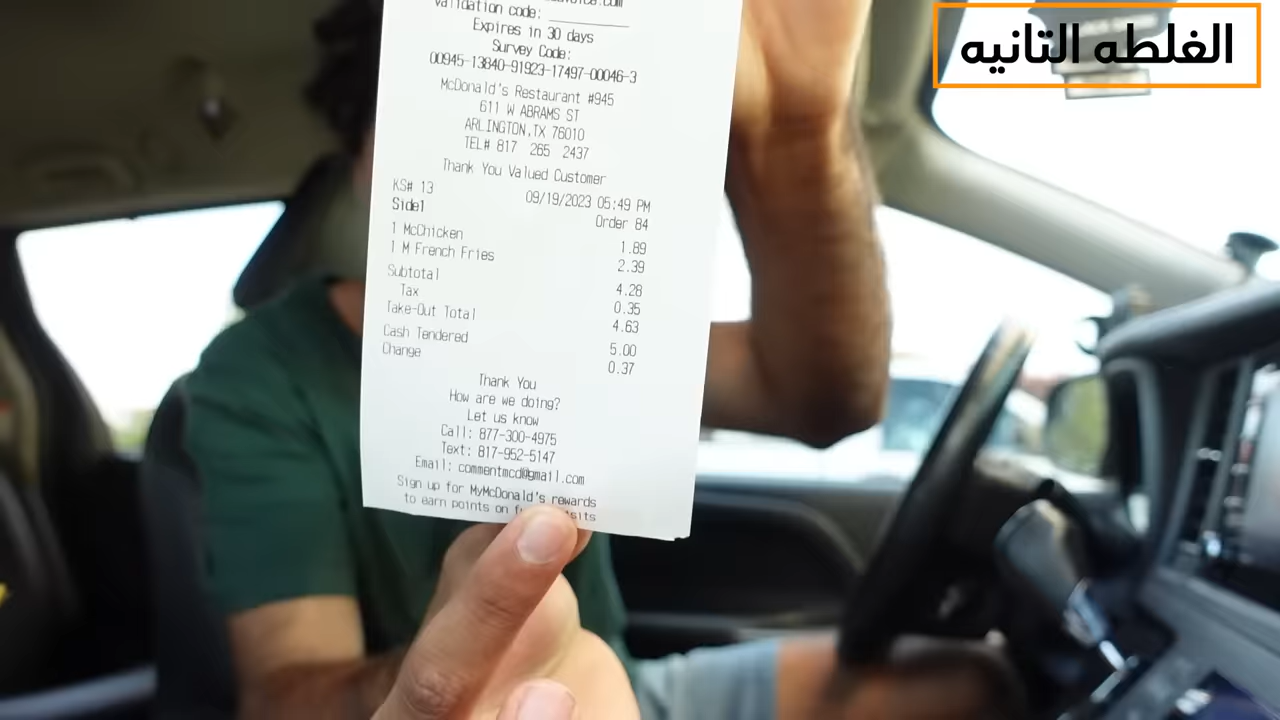 الغلطه التانيه
Validation code: ____________
Expires in 30 days
Survey Code:
00945-13840-91923-17497-00046-3
McDonald's Restaurant #945
611 W ABRAMS ST
ARLINGTON,TX 76010
TEL# 817 265 2437
Thank You Valued Customer
KS# 13 09/19/2023 05:49 PM
Side1 Order 84
1 McChicken 1.89
1 M French Fries 2.39
Subtotal 4.28
Tax 0.35
Take-Out Total 4.63
Cash Tendered 5.00
Change 0.37
Thank You
How are we doing?
Let us know
Call: 877-300-4975
Text: 817-952-5147
Email: commentmcd@gmail.com
Sign up for MyMcDonald's rewards
to earn points on